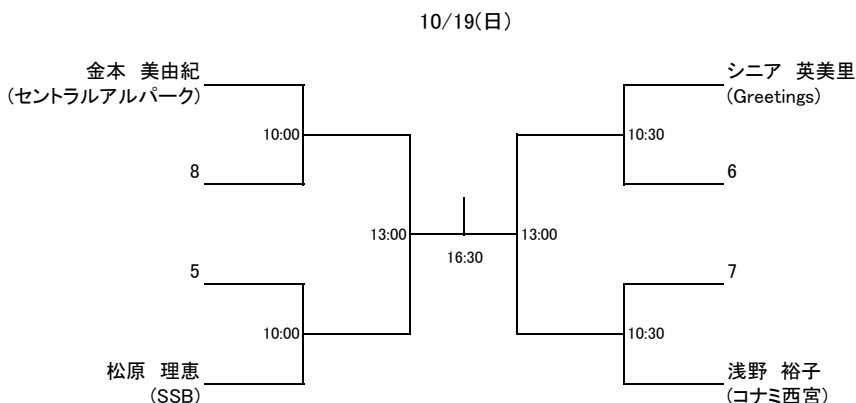 10/19(日)
金本 美由紀
(セントラルアルパーク)
シニア 英美里
(Greetings)
10:00
10:30
8
6
13:00
13:00
16:30
5
7
10:00
10:30
松原 理恵
(SSB)
浅野 裕子
(コナミ西宮)